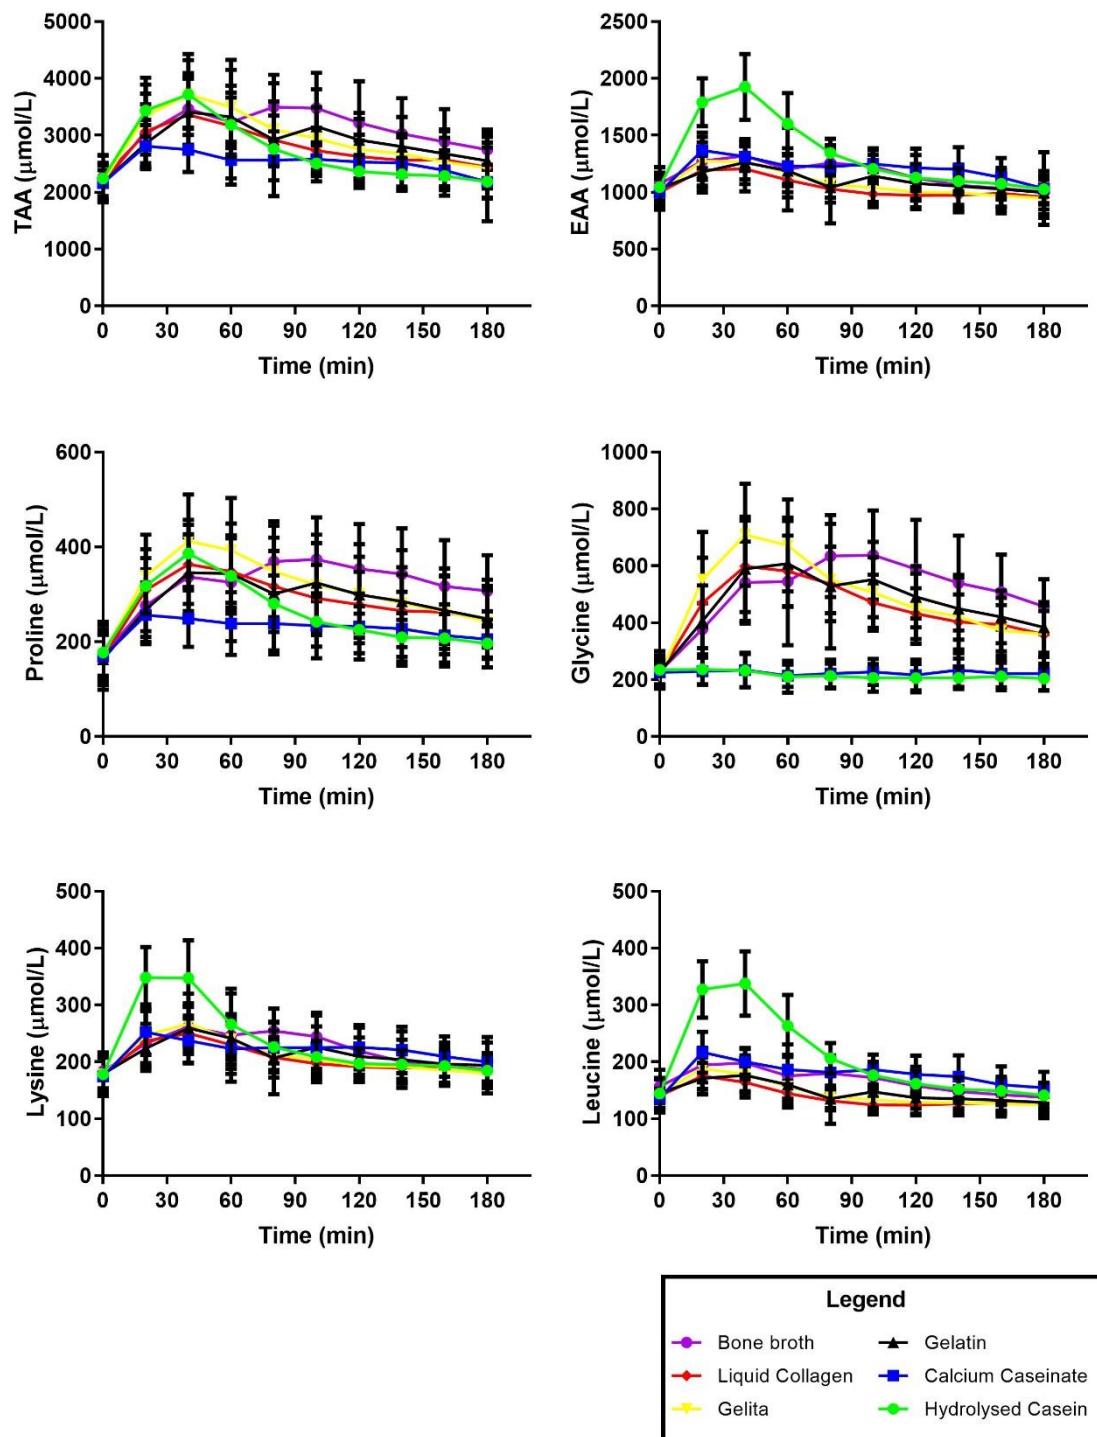 TAA (μmol/L)
5000
4000
3000
2000
1000
0
0 30 60 90 120 150 180
Time (min)
EAA (μmol/L)
2500
2000
1500
1000
500
0
0 30 60 90 120 150 180
Time (min)
Proline (μmol/L)
600
400
200
0
0 30 60 90 120 150 180
Time (min)
Glycine (μmol/L)
1000
800
600
400
200
0
0 30 60 90 120 150 180
Time (min)
Lysine (μmol/L)
500
400
300
200
100
0
0 30 60 90 120 150 180
Time (min)
Leucine (μmol/L)
500
400
300
200
100
0
0 30 60 90 120 150 180
Time (min)
Legend
Bone broth
Liquid Collagen
Gelita
Gelatin
Calcium Caseinate
Hydrolysed Casein